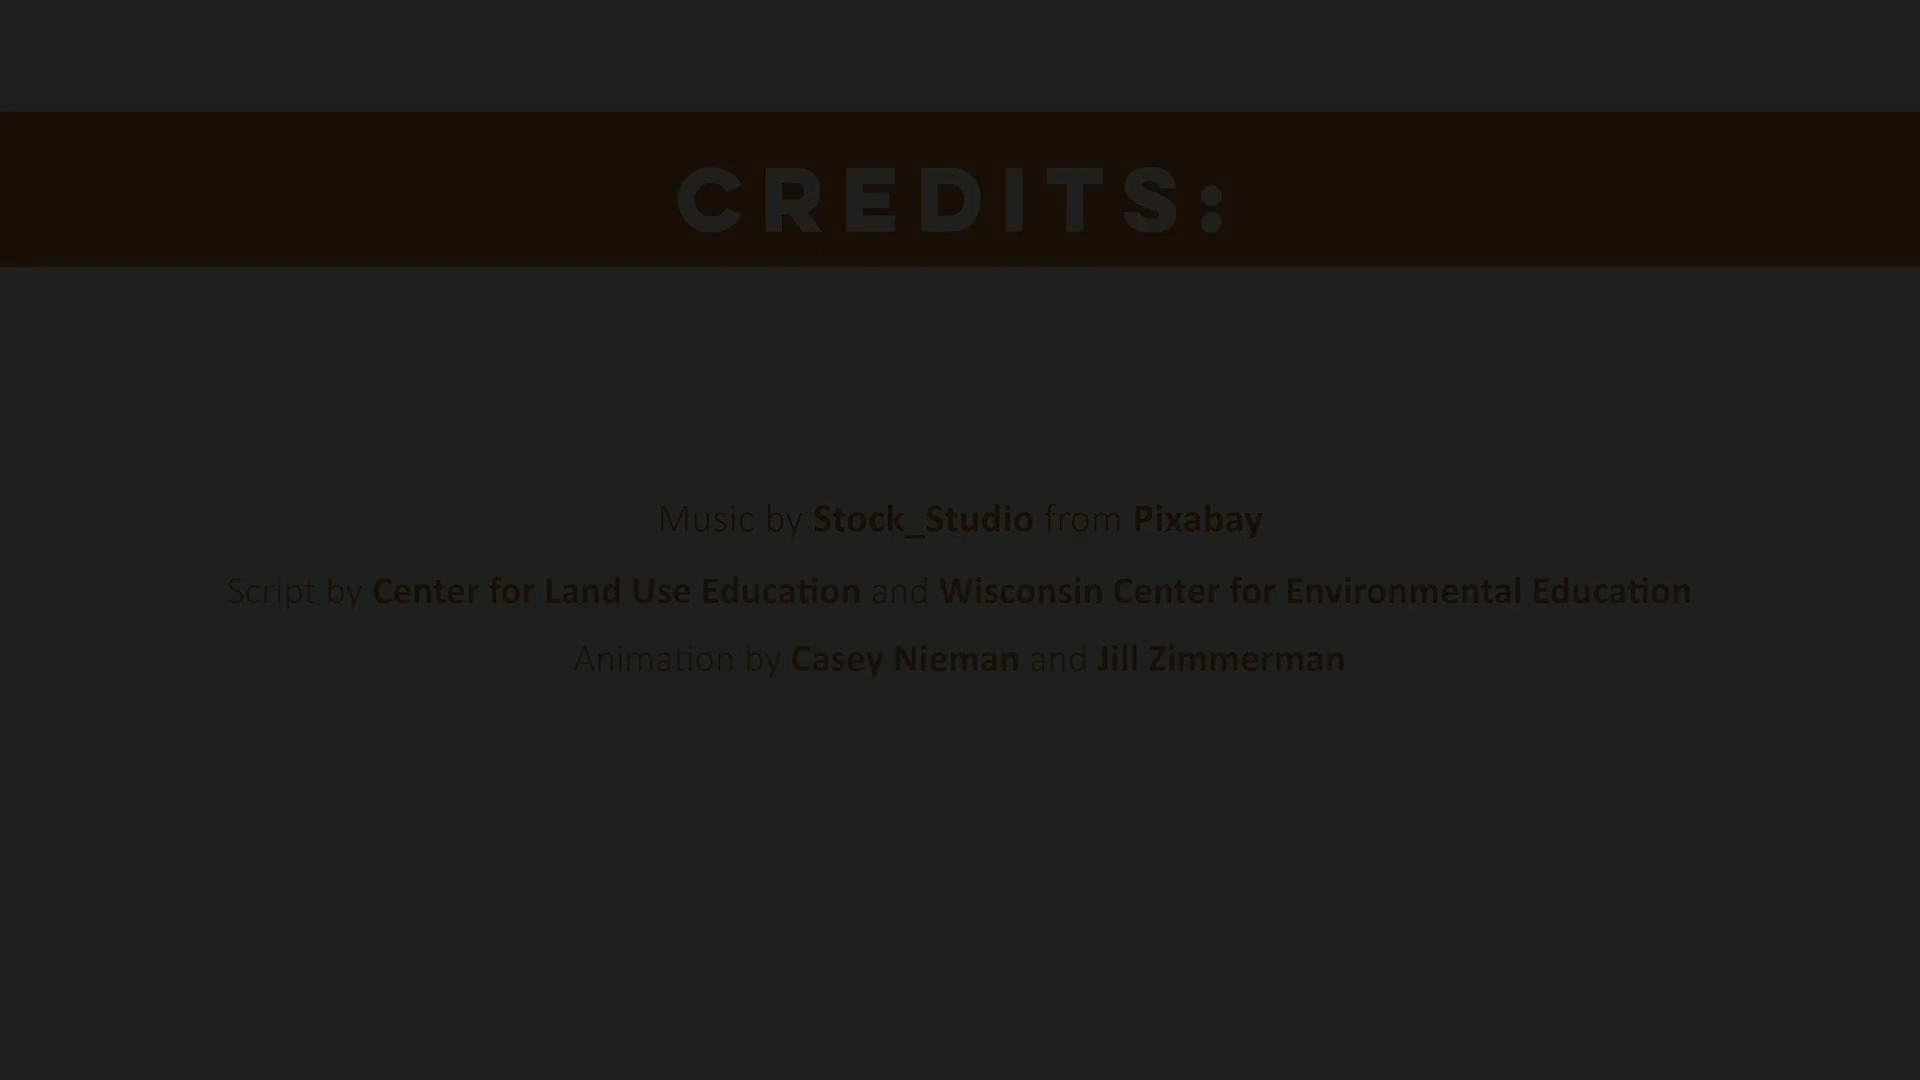 CREDITS:
Music by Stock_Studio from Pixabay
Script by Center for Land Use Education and Wisconsin Center for Environmental Education
Animation by Casey Nieman and Jill Zimmerman